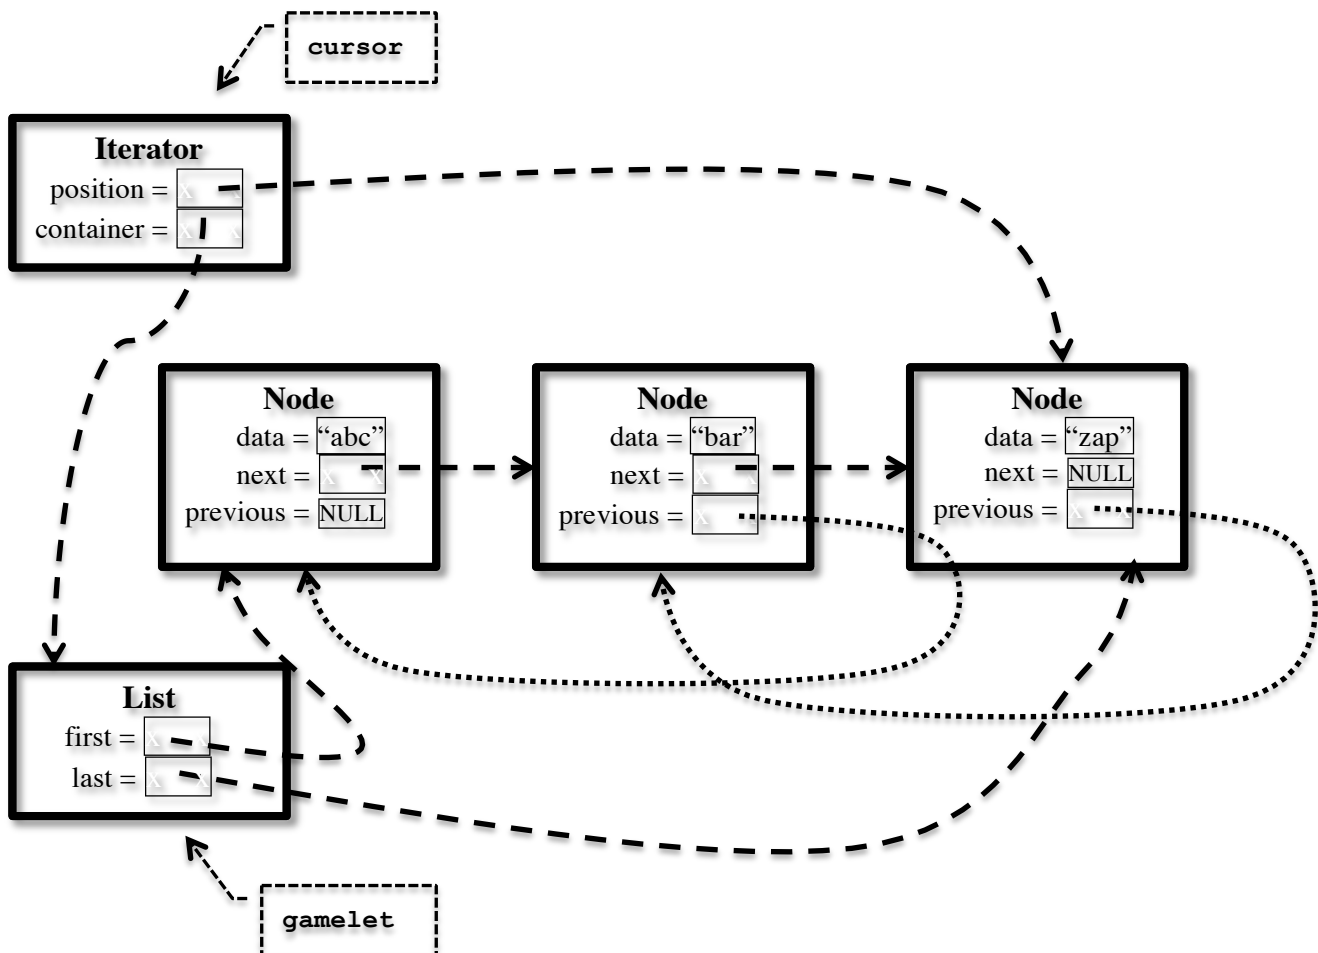 cursor
Iterator
position = x x
container = x x
Node
data = “abc”
next = x x
previous = NULL
Node
data = “bar”
next = x x
previous = x x
Node
data = “zap”
next = NULL
previous = x x
List
first = x x
last = x x
gamelet